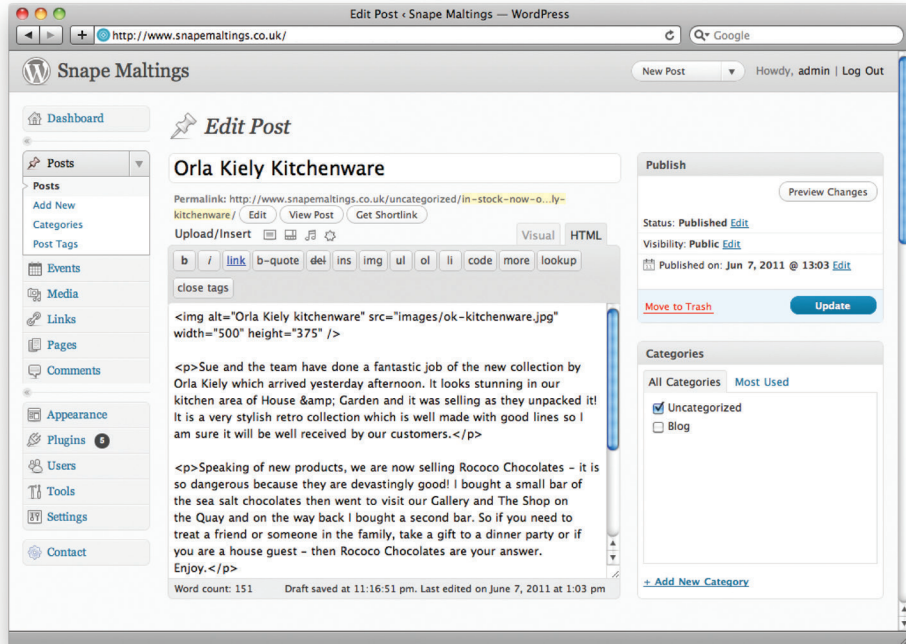 Edit Post ‹ Snape Maltings — WordPress
http://www.snapemaltings.co.uk/
Google
Snape Maltings
New Post
Howdy, admin | Log Out
Dashboard
Posts
Posts
Add New
Categories
Post Tags
Events
Media
Links
Pages
Comments
Appearance
Plugins 5
Users
Tools
Settings
Contact
Edit Post
Orla Kiely Kitchenware
Permalink: http://www.snapemaltings.co.uk/uncategorized/in-stock-now-o...ly-
kitchenware/ Edit View Post Get Shortlink
Upload/Insert
Visual HTML
b i link b-quote del ins img ul ol li code more lookup
close tags
<img alt="Orla Kiely kitchenware" src="images/ok-kitchenware.jpg"
width="500" height="375" />
<p>Sue and the team have done a fantastic job of the new collection by
Orla Kiely which arrived yesterday afternoon. It looks stunning in our
kitchen area of House &amp; Garden and it was selling as they unpacked it!
It is a very stylish retro collection which is well made with good lines so I
am sure it will be well received by our customers.</p>
<p>Speaking of new products, we are now selling Rococo Chocolates – it is
so dangerous because they are devastingly good! I bought a small bar of
the sea salt chocolates then went to visit our Gallery and The Shop on
the Quay and on the way back I bought a second bar. So if you need to
treat a friend or someone in the family, take a gift to a dinner party or if
you are a house guest – then Rococo Chocolates are your answer.
Enjoy.</p>
Word count: 151 Draft saved at 11:16:51 pm. Last edited on June 7, 2011 at 1:03 pm
Publish
Preview Changes
Status: Published Edit
Visibility: Public Edit
Published on: Jun 7, 2011 @ 13:03 Edit
Move to Trash
Update
Categories
All Categories Most Used
Uncategorized
Blog
+ Add New Category